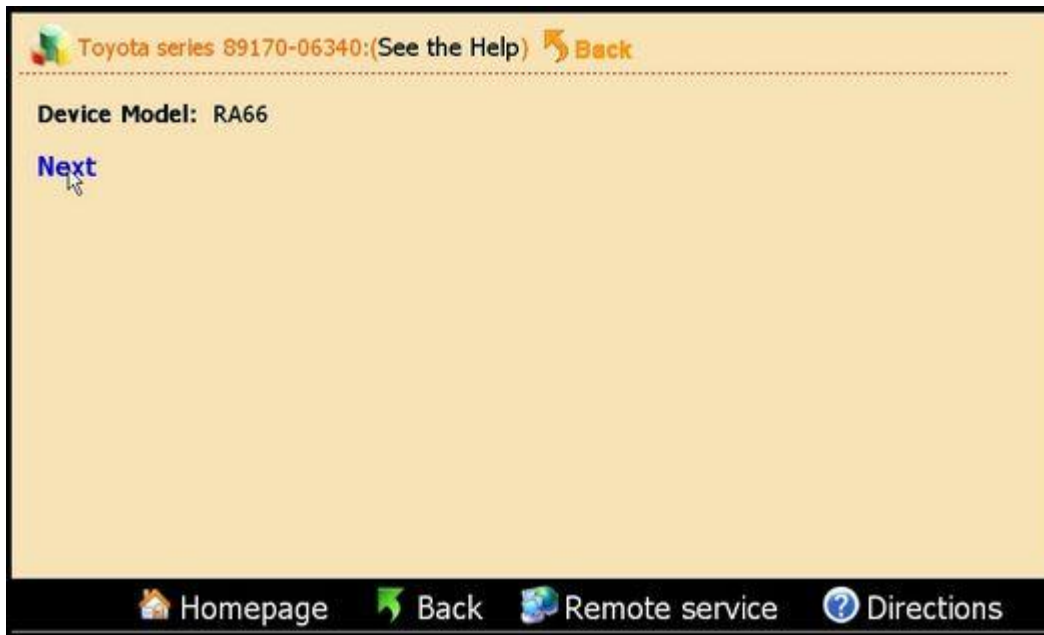 Toyota series 89170-06340:(See the Help) Back
Device Model: RA66
Next
Homepage Back Remote service Directions